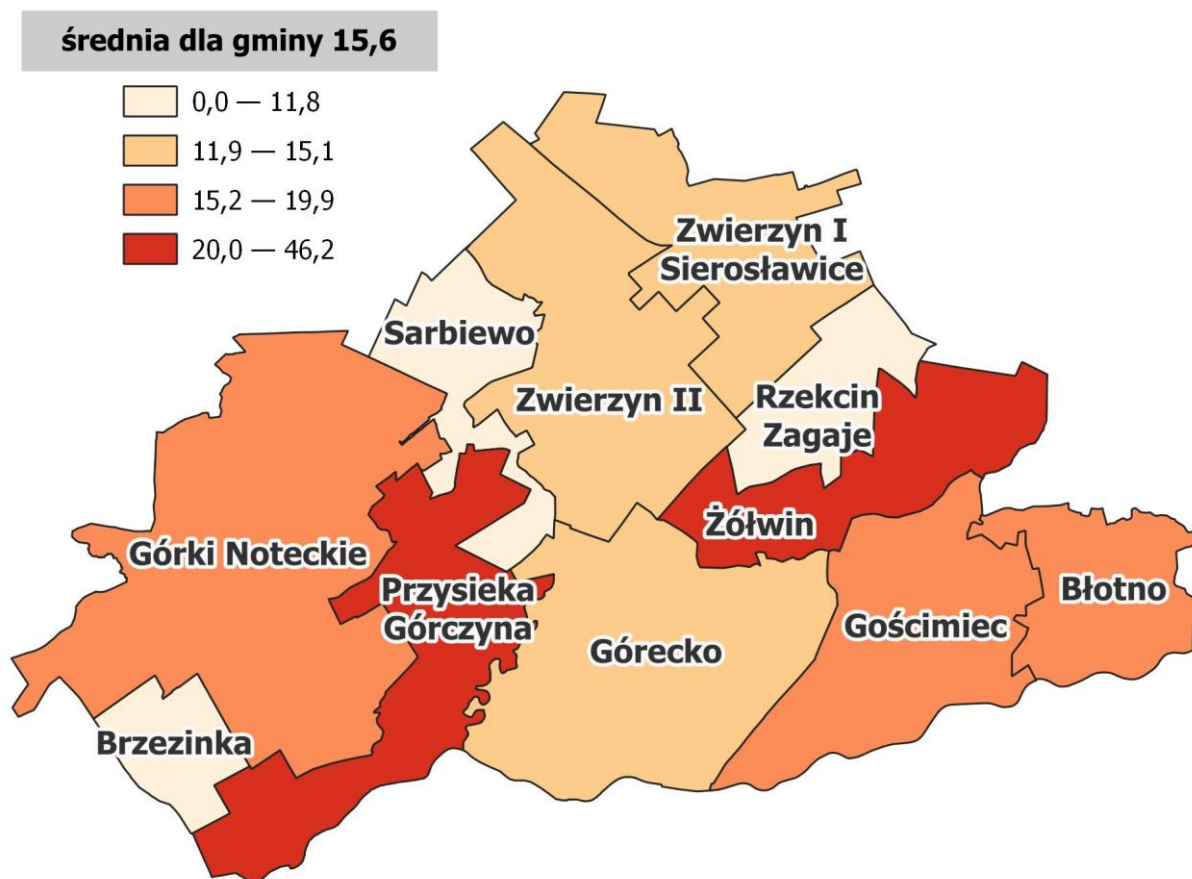 średnia dla gminy 15,6
0,0 — 11,8
11,9 — 15,1
15,2 — 19,9
20,0 — 46,2
Zwierzyn I
Sierosławice
Sarbiewo
Zwierzyn II
Rzekcin
Zagaje
Żółwin
Górki Noteckie
Przysieka
Górczyna
Górecko
Gościmiec
Błotno
Brzezinka